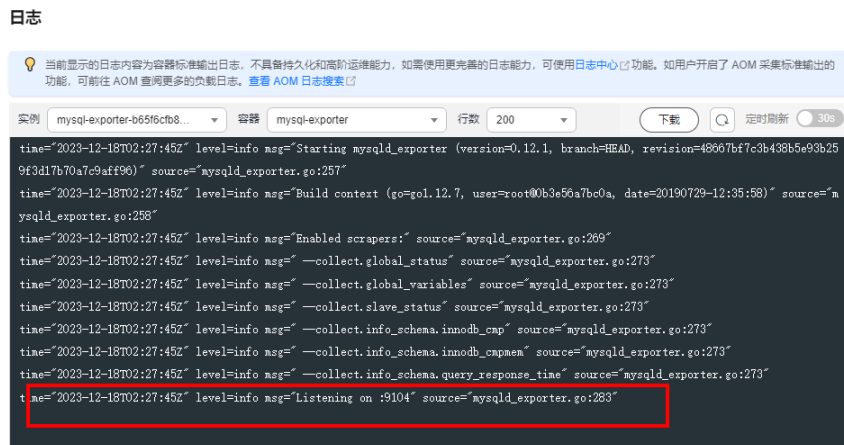 日志
当前显示的日志内容为容器标准输出日志，不具备持久化和高阶运维能力，如需使用更完善的日志能力，可使用日志中心功能。如用户开启了 AOM 采集标准输出的
功能，可前往 AOM 查阅更多的负载日志。查看 AOM 日志搜索
实例 mysql-exporter-b65f6cfb8... 容器 mysql-exporter 行数 200 下载 定时刷新 30s
time="2023-12-18T02:27:45Z" level=info msg="Starting mysqld_exporter (version=0.12.1, branch=HEAD, revision=48667bf7c3b438b5e93b25
9f3d17b70a7c9aff96)" source="mysqld_exporter.go:257"
time="2023-12-18T02:27:45Z" level=info msg="Build context (go=go1.12.7, user=root@0b3e56a7bc0a, date=20190729-12:35:58)" source="m
ysqld_exporter.go:258"
time="2023-12-18T02:27:45Z" level=info msg="Enabled scrapers:" source="mysqld_exporter.go:269"
time="2023-12-18T02:27:45Z" level=info msg=" --collect.global_status" source="mysqld_exporter.go:273"
time="2023-12-18T02:27:45Z" level=info msg=" --collect.global_variables" source="mysqld_exporter.go:273"
time="2023-12-18T02:27:45Z" level=info msg=" --collect.slave_status" source="mysqld_exporter.go:273"
time="2023-12-18T02:27:45Z" level=info msg=" --collect.info_schema.innodb_cmp" source="mysqld_exporter.go:273"
time="2023-12-18T02:27:45Z" level=info msg=" --collect.info_schema.innodb_cmpmem" source="mysqld_exporter.go:273"
time="2023-12-18T02:27:45Z" level=info msg=" --collect.info_schema.query_response_time" source="mysqld_exporter.go:273"
time="2023-12-18T02:27:45Z" level=info msg="Listening on :9104" source="mysqld_exporter.go:283"